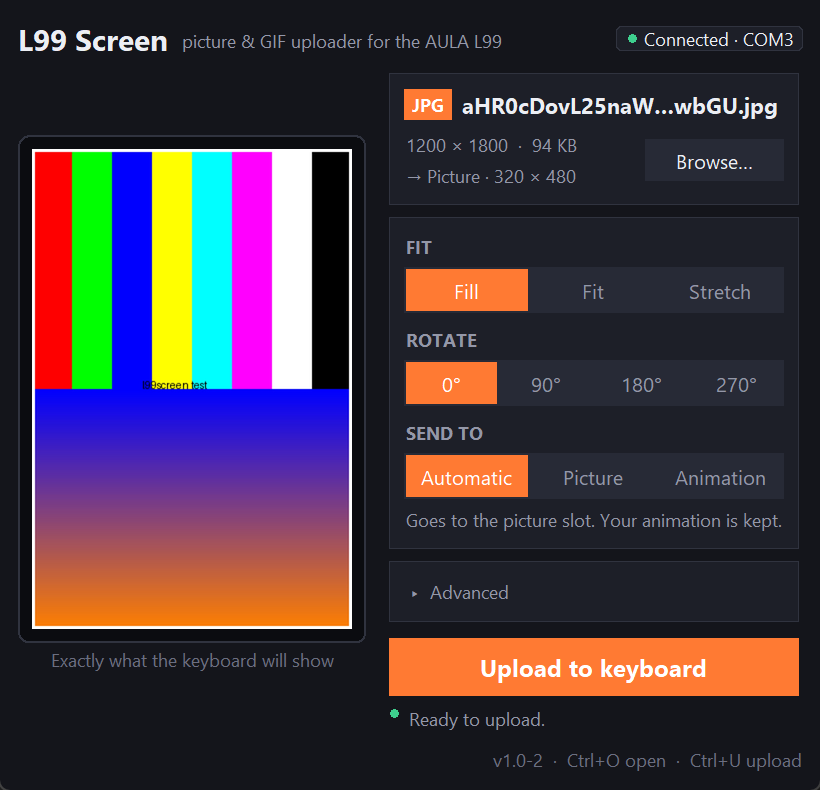 L99 Screen picture & GIF uploader for the AULA L99
Connected · COM3
JPG aHR0cDovL25naW...wbGU.jpg
1200 × 1800 · 94 KB
→ Picture · 320 × 480
Browse...
FIT
Fill Fit Stretch
ROTATE
0° 90° 180° 270°
SEND TO
Automatic Picture Animation
Goes to the picture slot. Your animation is kept.
▸ Advanced
Upload to keyboard
Ready to upload.
l99screen test
Exactly what the keyboard will show
v1.0-2 · Ctrl+O open · Ctrl+U upload